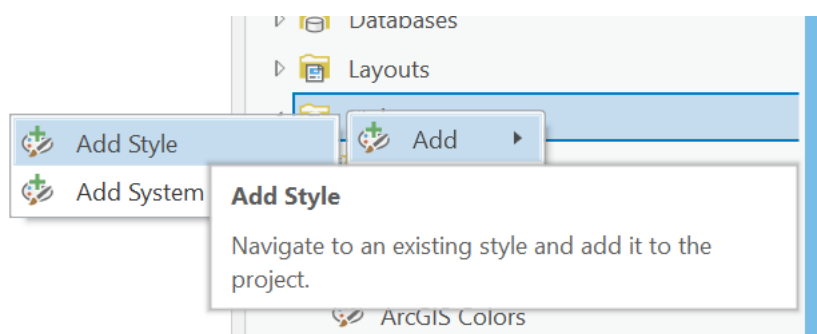 Databases
Layouts
Add
Add Style
Add System
Add Style
Navigate to an existing style and add it to the
project.
ArcGIS Colors